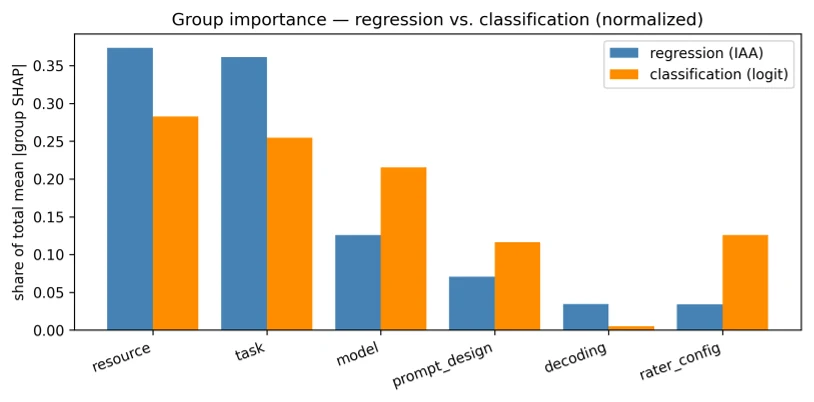 Group importance — regression vs. classification (normalized)
share of total mean |group SHAP|
0.35
0.30
0.25
0.20
0.15
0.10
0.05
0.00
regression (IAA)
classification (logit)
resource
task
model
prompt_design
decoding
rater_config